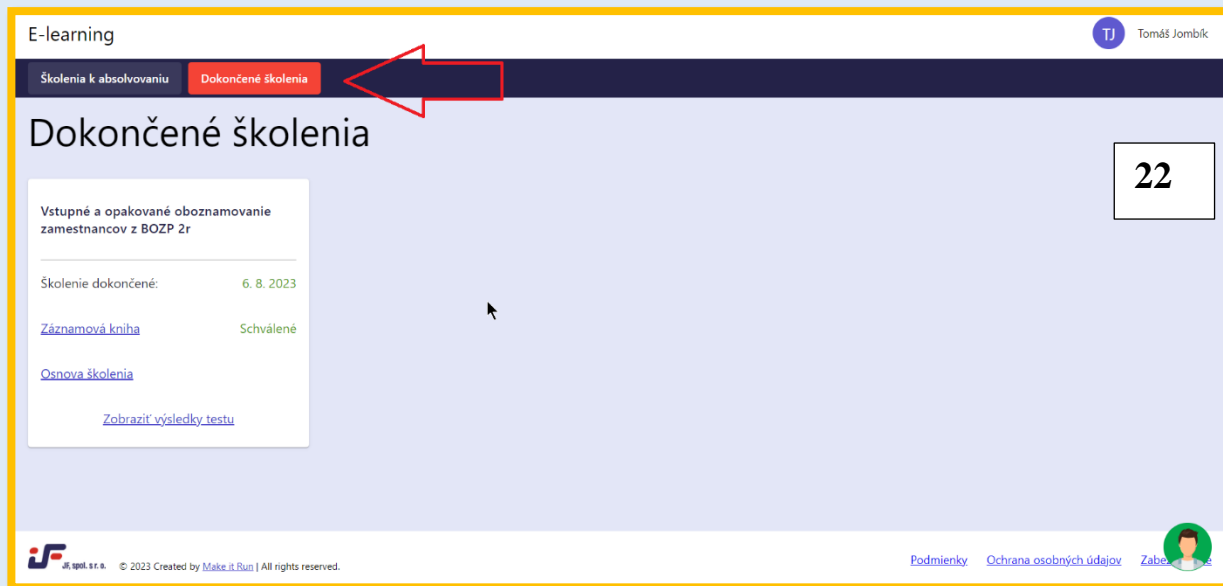 E-learning
TJ Tomáš Jombík
Školenia k absolvovaniu Dokončené školenia
Dokončené školenia
22
Vstupné a opakované oboznamovanie
zamestnancov z BOZP 2r
Školenie dokončené: 6. 8. 2023
Záznamová kniha Schválené
Osnova školenia
Zobraziť výsledky testu
JF, spol. s r. o. © 2023 Created by Make it Run | All rights reserved.
Podmienky Ochrana osobných údajov